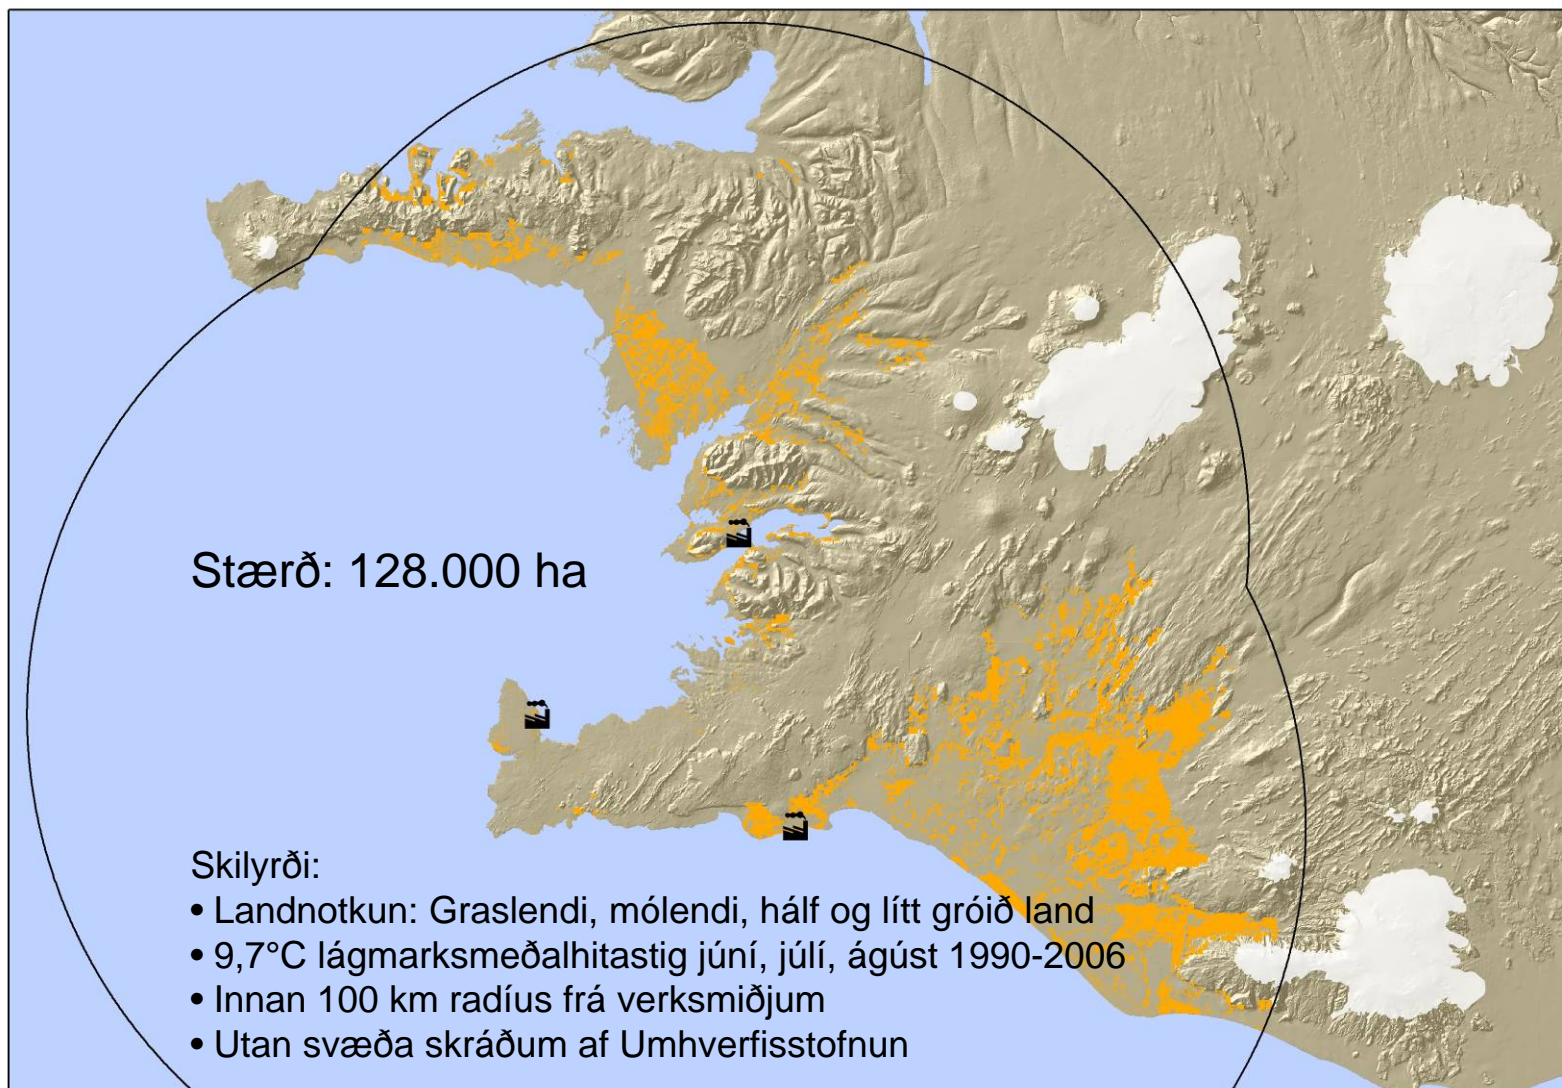 Stærð: 128.000 ha
Skilyrði:
• Landnotkun: Graslendi, mólendi, hálf og lítt gróið land
• 9,7°C lágmarksmeðalhitastig júní, júlí, ágúst 1990-2006
• Innan 100 km radíus frá verksmiðjum
• Utan svæða skráðum af Umhverfisstofnun